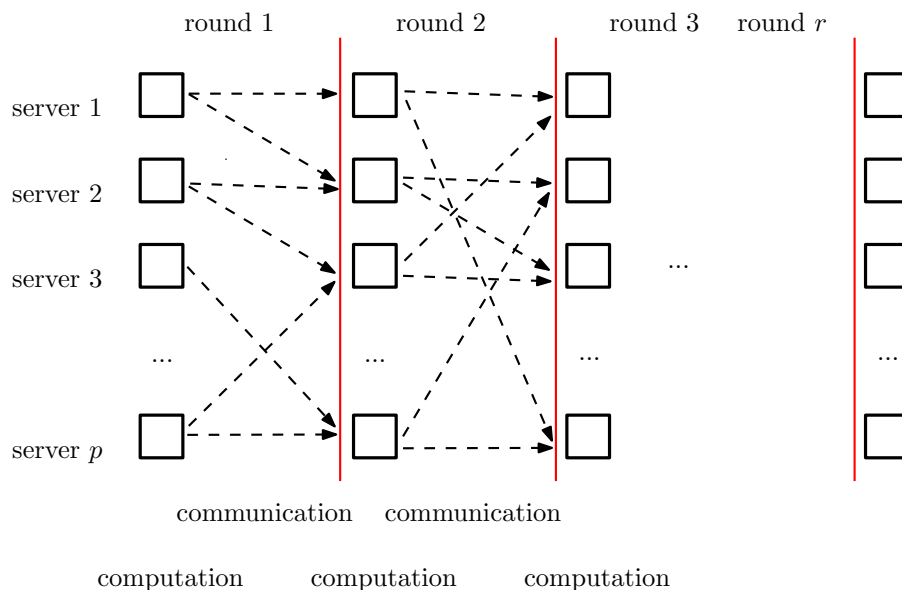 round 1 round 2 round 3 round r
server 1
server 2
server 3 ...
... ... ... ...
server p
communication communication
computation computation computation